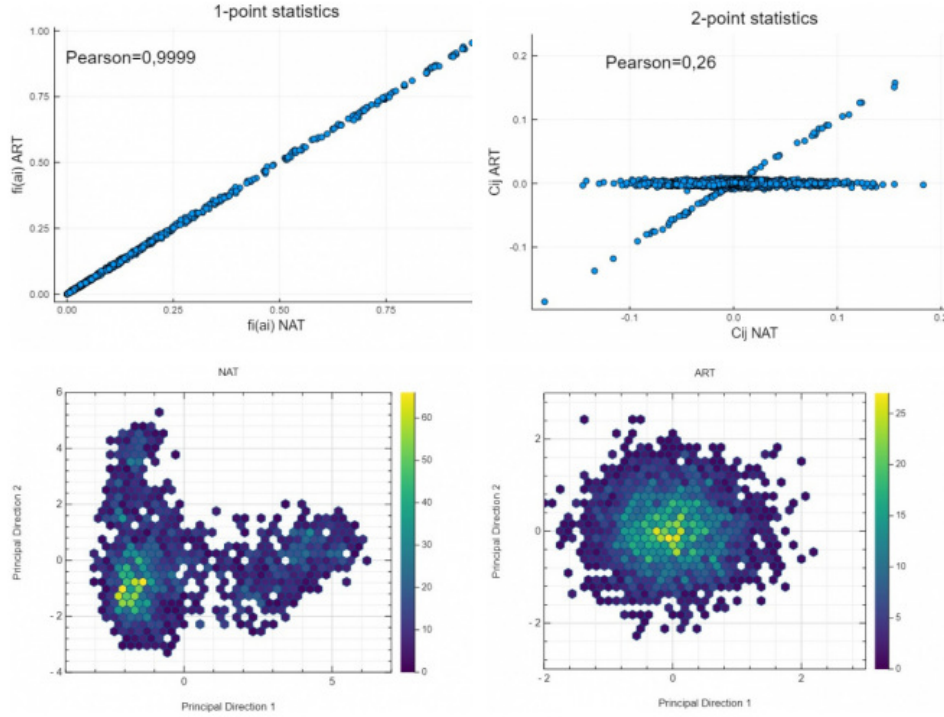 1-point statistics
Pearson=0,9999
1.00
0.75
0.50
0.25
0.00
fi(ai) ART
0.00 0.25 0.50 0.75
fi(ai) NAT
2-point statistics
Pearson=0,26
0.2
0.1
0.0
-0.1
Cij ART
-0.1 0.0 0.1 0.2
Cij NAT
NAT
6
4
2
0
- 2
- 4
Principal Direction 2
0 5
Principal Direction 1
60
50
40
30
20
10
0
ART
2
0
- 2
Principal Direction 2
- 2 0 2
Principal Direction 1
25
20
15
10
5
0